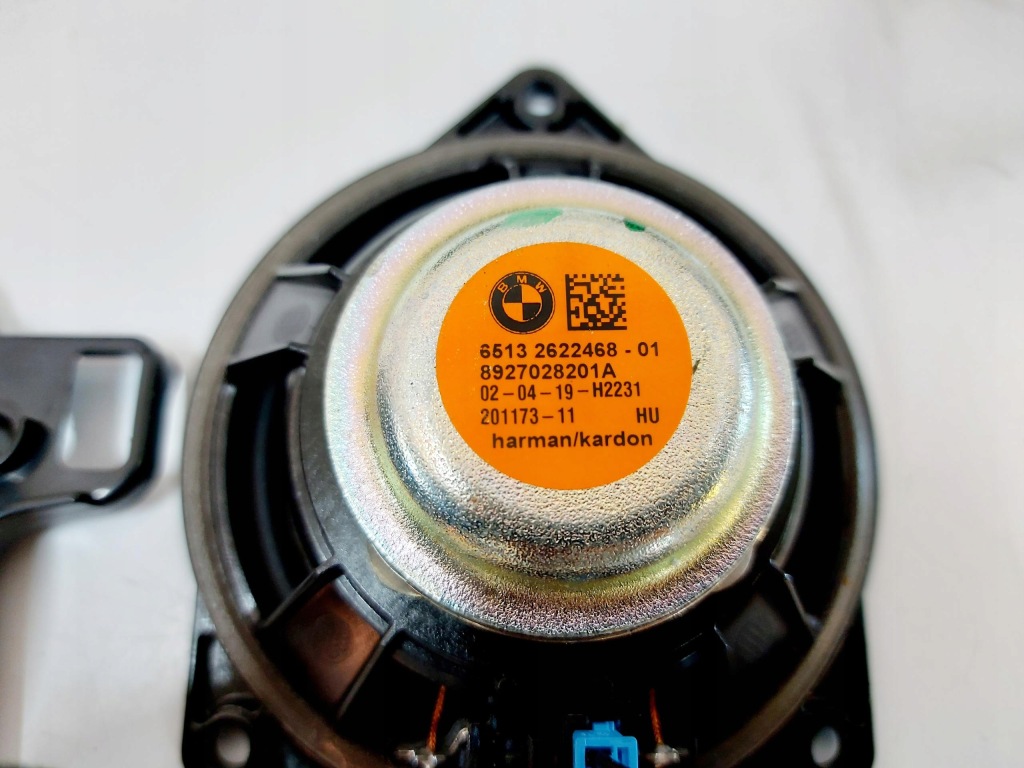 BMW
6513 2622468 - 01
8927028201A
02-04-19-H2231
201173-11 HU
harman/kardon